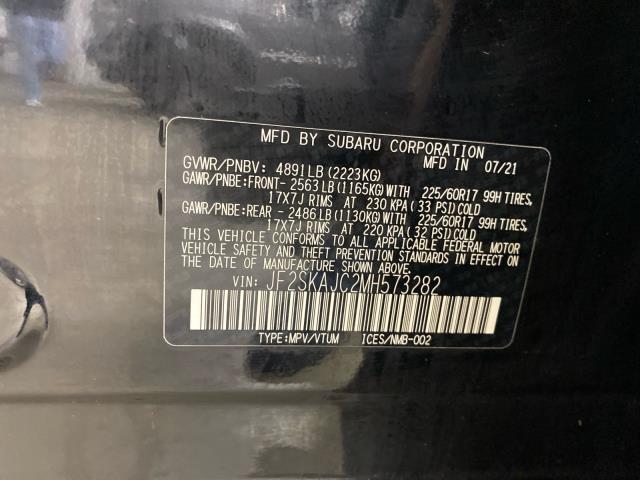 MFD BY SUBARU CORPORATION
MFD IN 07/21
GVWR/PNBV: 4891LB(2223KG)
GAWR/PNBE:FRONT- 2563LB(1165KG)WITH 225/60R17 99H TIRES,
17X7J RIMS AT 230 KPA(33 PSI)COLD
GAWR/PNBE:REAR - 2486LB(1130KG)WITH 225/60R17 99H TIRES,
17X7J RIMS AT 220 KPA(32 PSI)COLD
THIS VEHICLE CONFORMS TO ALL APPLICABLE FEDERAL MOTOR
VEHICLE SAFETY AND THEFT PREVENTION STANDARDS IN EFFECT
ON THE DATE OF MANUFACTURE SHOWN ABOVE.
VIN: JF2SKAJC2MH573282
TYPE:MPV/VTUM ICES/NMB-002